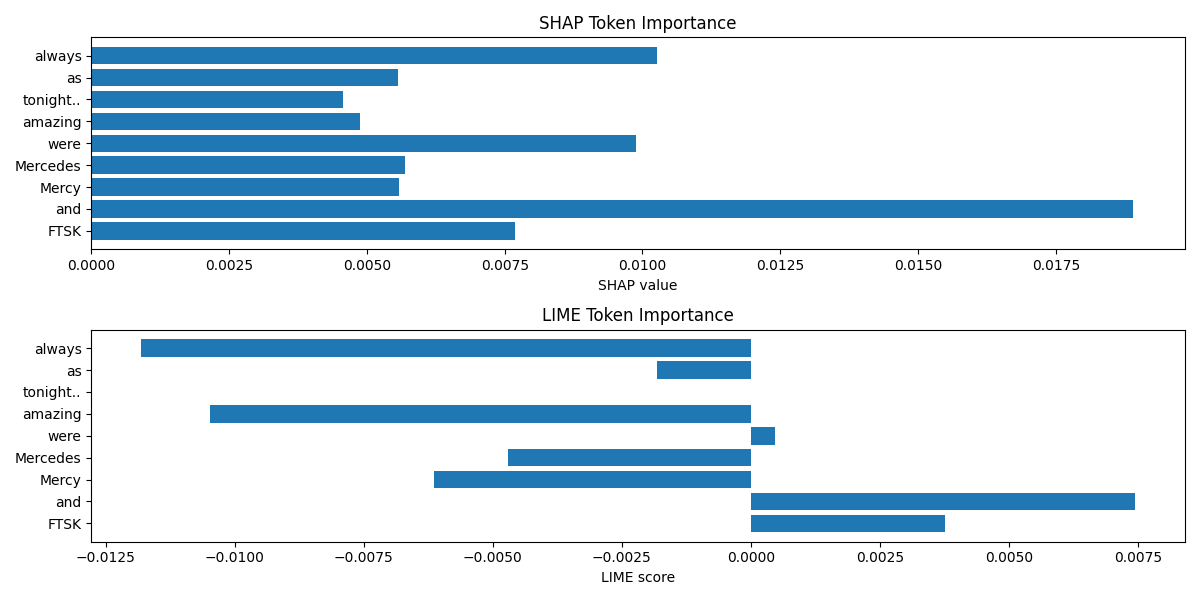 SHAP Token Importance
always
as
tonight..
amazing
were
Mercedes
Mercy
and
FTSK
0.0000 0.0025 0.0050 0.0075 0.0100 0.0125 0.0150 0.0175
SHAP value
LIME Token Importance
always
as
tonight..
amazing
were
Mercedes
Mercy
and
FTSK
−0.0125 −0.0100 −0.0075 −0.0050 −0.0025 0.0000 0.0025 0.0050 0.0075
LIME score